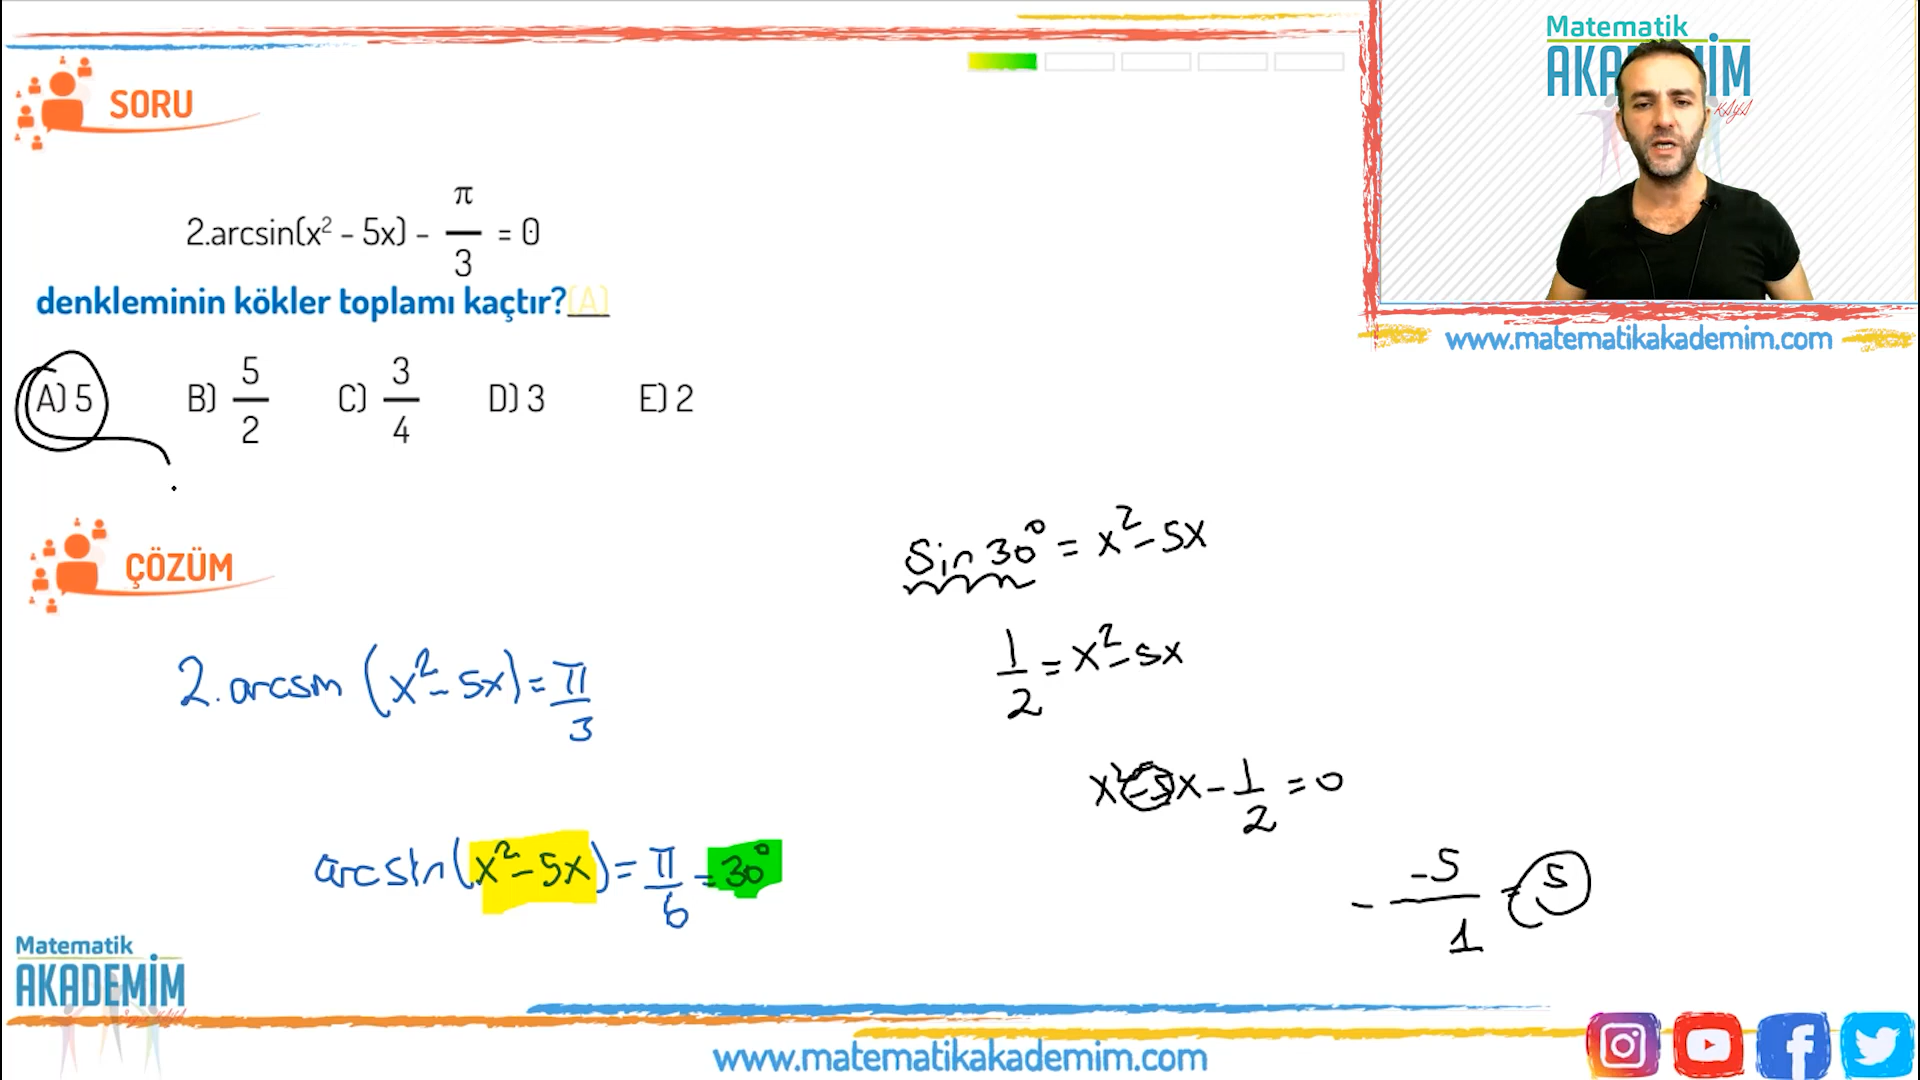 SORU
Matematik
AKADEMİM
KAYA
2.arcsin(x² - 5x) - π/3 = 0
denkleminin kökler toplamı kaçtır?(A)
www.matematikakademim.com
A) 5 B) 5/2 C) 3/4 D) 3 E) 2
ÇÖZÜM
sin 30° = x² - 5x
1/2 = x² - 5x
2. arcsin (x² - 5x) = π/3
x² - 5x - 1/2 = 0
arcsin(x² - 5x) = π/6 = 30°
- -5/1 = 5
Matematik
AKADEMİM
www.matematikakademim.com